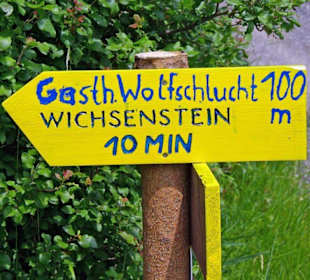 Gasth. Wolfschlucht 100
WICHSENSTEIN m
10 MIN